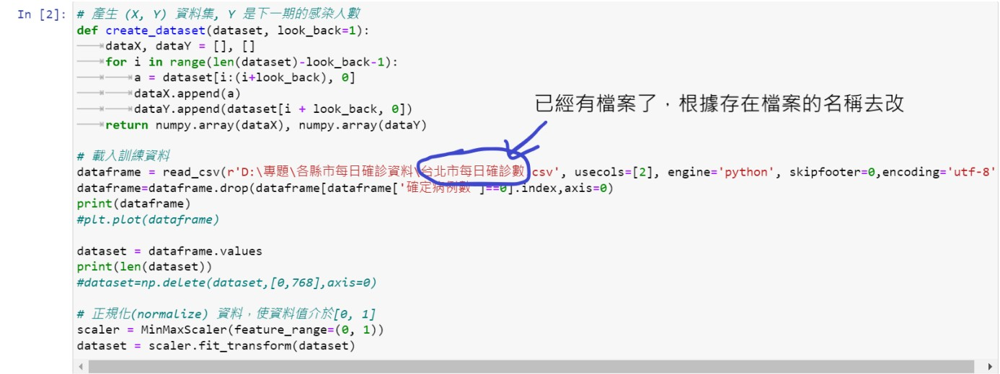 In [2]: # 產生 (X, Y) 資料集, Y 是下一期的感染人數
def create_dataset(dataset, look_back=1):
dataX, dataY = [], []
for i in range(len(dataset)-look_back-1):
a = dataset[i:(i+look_back), 0]
dataX.append(a)
dataY.append(dataset[i + look_back, 0])
return numpy.array(dataX), numpy.array(dataY)
已經有檔案了，根據存在檔案的名稱去改
# 載入訓練資料
dataframe = read_csv(r'D:\專題\各縣市每日確診資料\台北市每日確診數.csv', usecols=[2], engine='python', skipfooter=0,encoding='utf-8'
dataframe=dataframe.drop(dataframe[dataframe['確定病例數']==0].index,axis=0)
print(dataframe)
#plt.plot(dataframe)
dataset = dataframe.values
print(len(dataset))
#dataset=np.delete(dataset,[0,768],axis=0)
# 正規化(normalize) 資料，使資料值介於[0, 1]
scaler = MinMaxScaler(feature_range=(0, 1))
dataset = scaler.fit_transform(dataset)